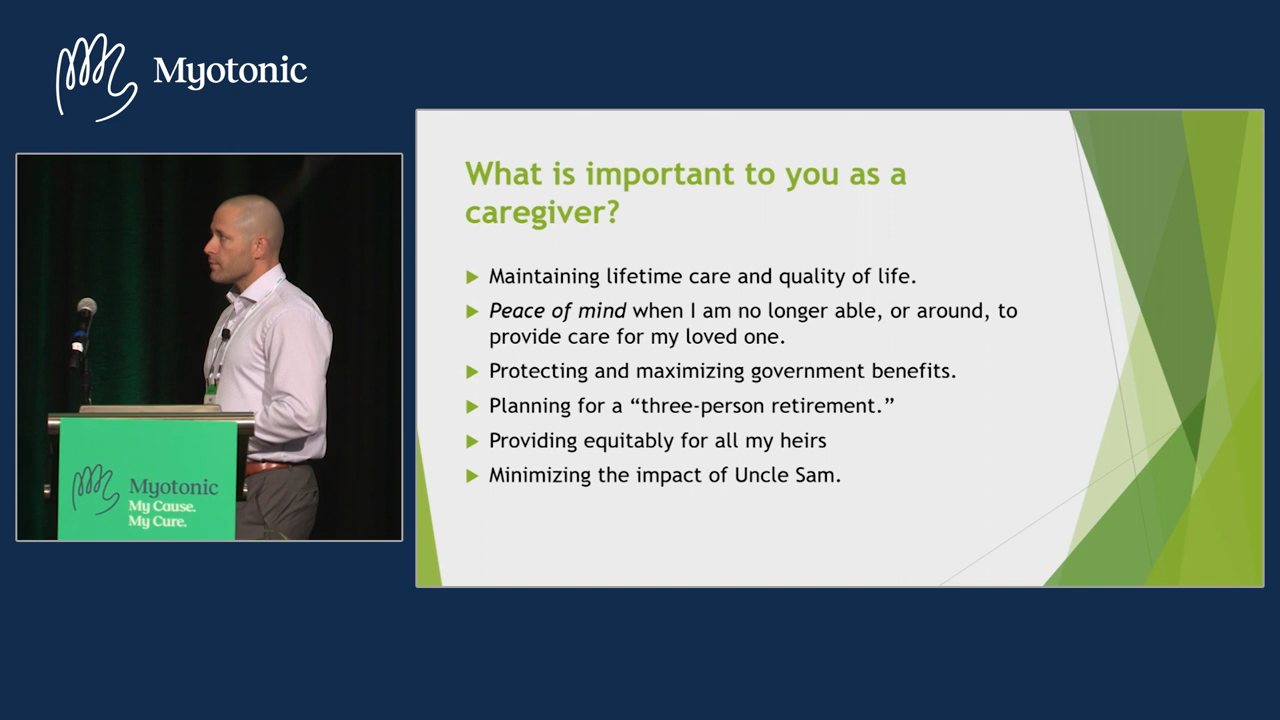 Myotonic
What is important to you as a
caregiver?
Maintaining lifetime care and quality of life.
Peace of mind when I am no longer able, or around, to
provide care for my loved one.
Protecting and maximizing government benefits.
Planning for a “three-person retirement.”
Providing equitably for all my heirs
Minimizing the impact of Uncle Sam.
Myotonic
My Cause.
My Cure.